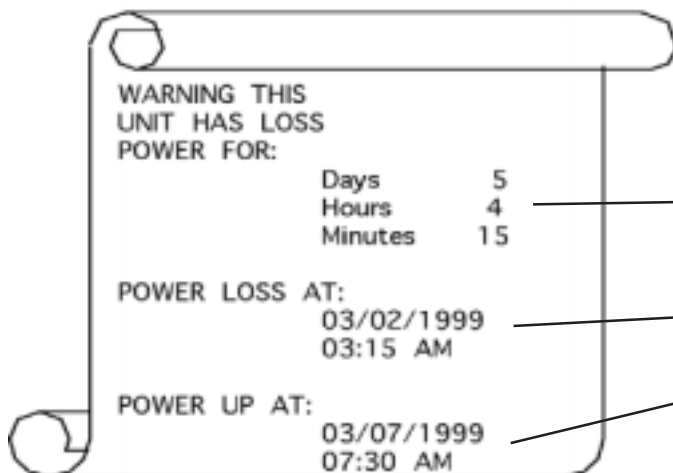 WARNING THIS
UNIT HAS LOSS
POWER FOR:
Days 5
Hours 4
Minutes 15
POWER LOSS AT:
03/02/1999
03:15 AM
POWER UP AT:
03/07/1999
07:30 AM